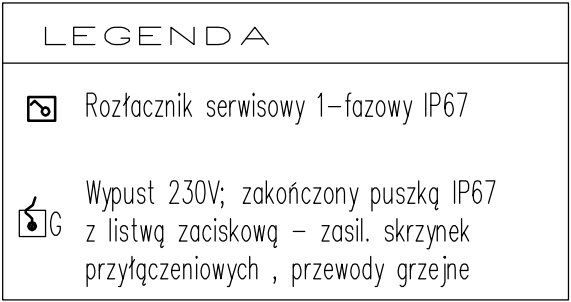 LEGENDA
Rozłacznik serwisowy 1-fazowy IP67
Wypust 230V; zakończony puszką IP67
G z listwą zaciskową - zasil. skrzynek
przyłączeniowych , przewody grzejne